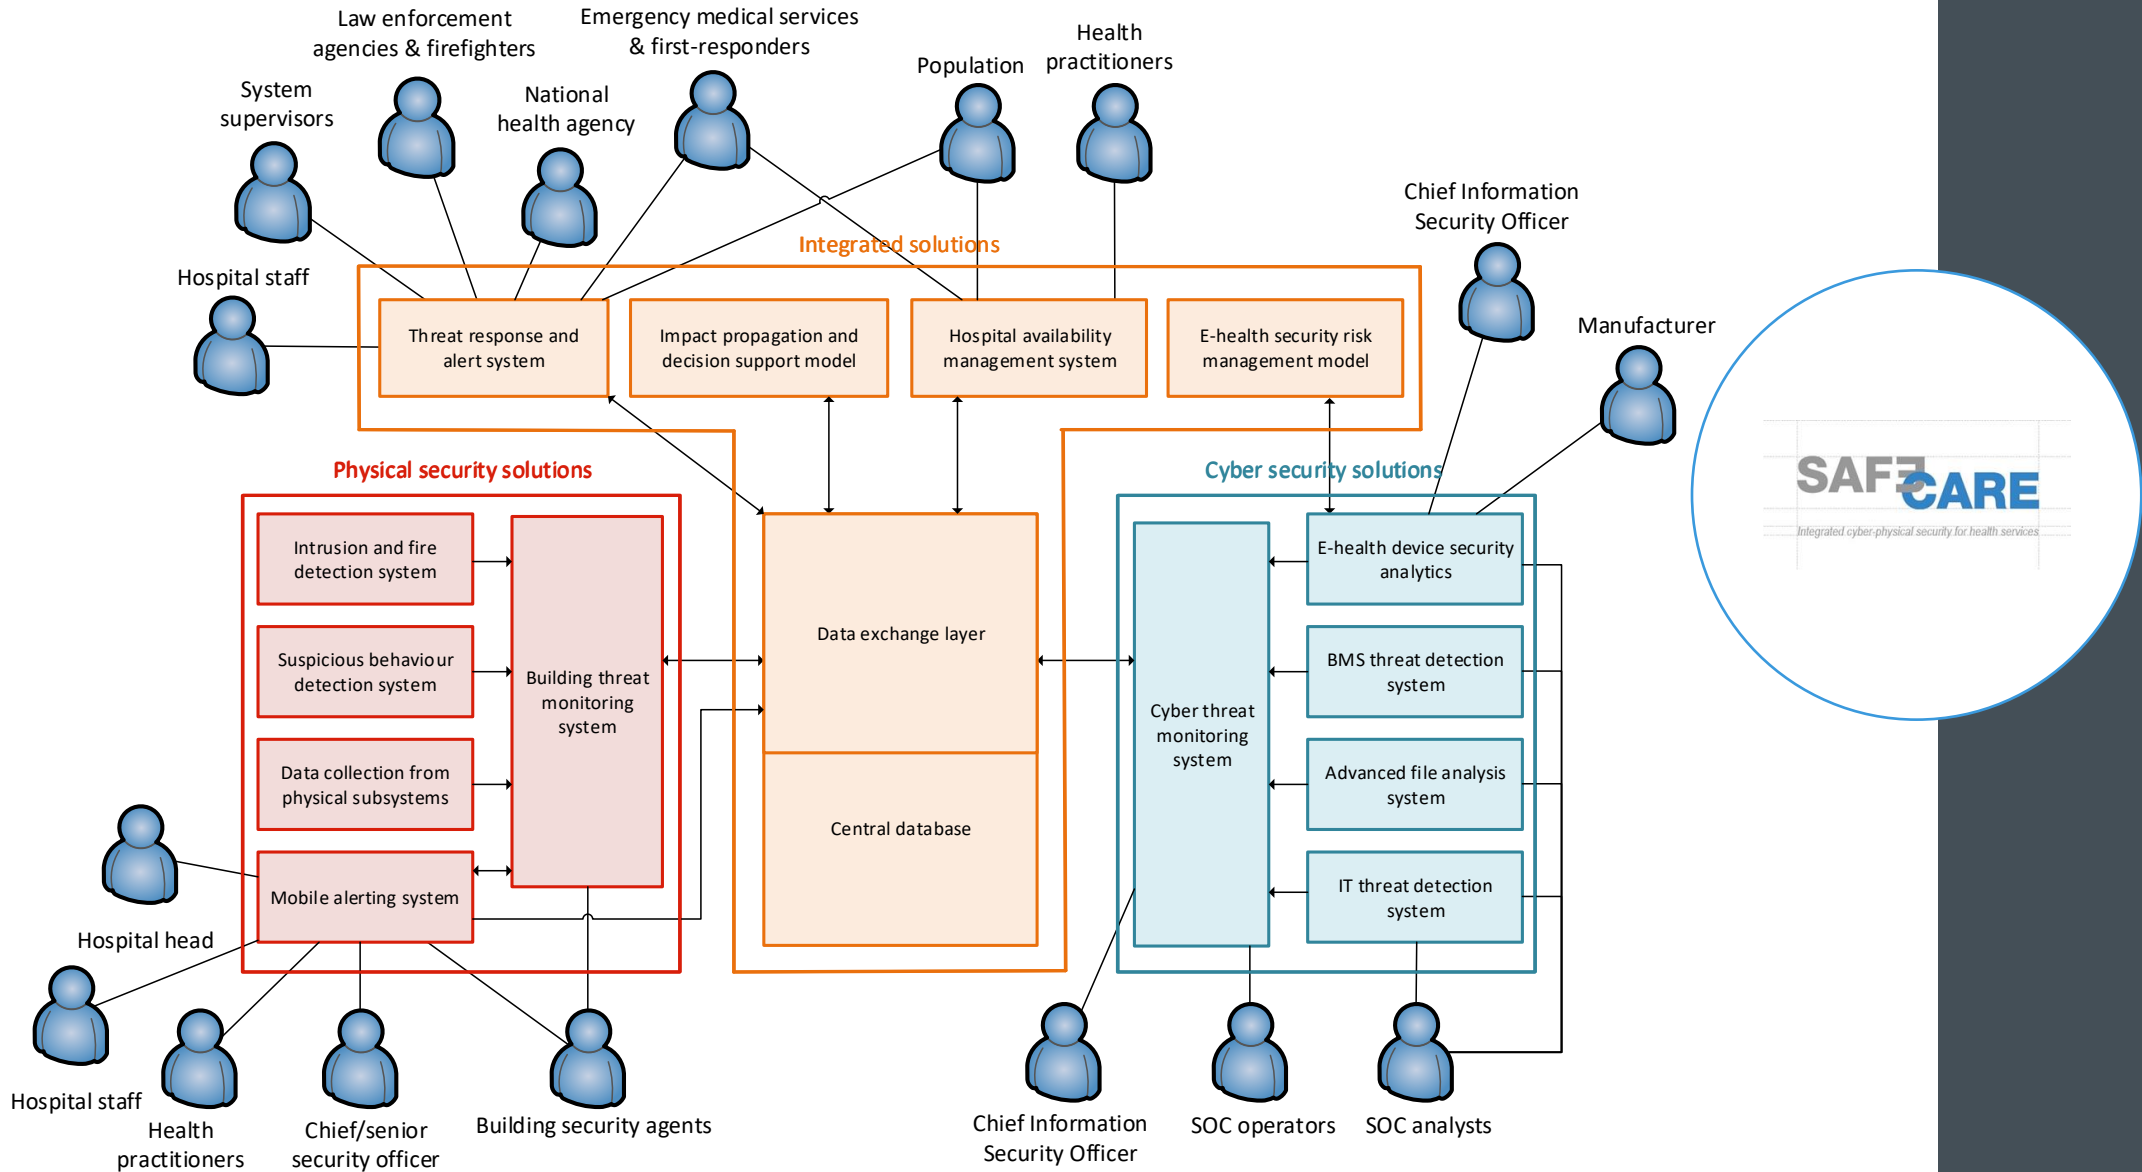 Law enforcement
agencies & firefighters
Emergency medical services
& first-responders
Health
practitioners
Population
System
supervisors
National
health agency
Chief Information
Security Officer
Integrated solutions
Hospital staff
Manufacturer
Threat response and
alert system
Impact propagation and
decision support model
Hospital availability
management system
E-health security risk
management model
Physical security solutions
Cyber security solutions
SAFECARE
Integrated cyber-physical security for health services
Intrusion and fire
detection system
Suspicious behaviour
detection system
Data collection from
physical subsystems
Mobile alerting system
Building threat
monitoring
system
Data exchange layer
Central database
Cyber threat
monitoring
system
E-health device security
analytics
BMS threat detection
system
Advanced file analysis
system
IT threat detection
system
Hospital head
Hospital staff
Health
practitioners
Chief/senior
security officer
Building security agents
Chief Information
Security Officer
SOC operators
SOC analysts